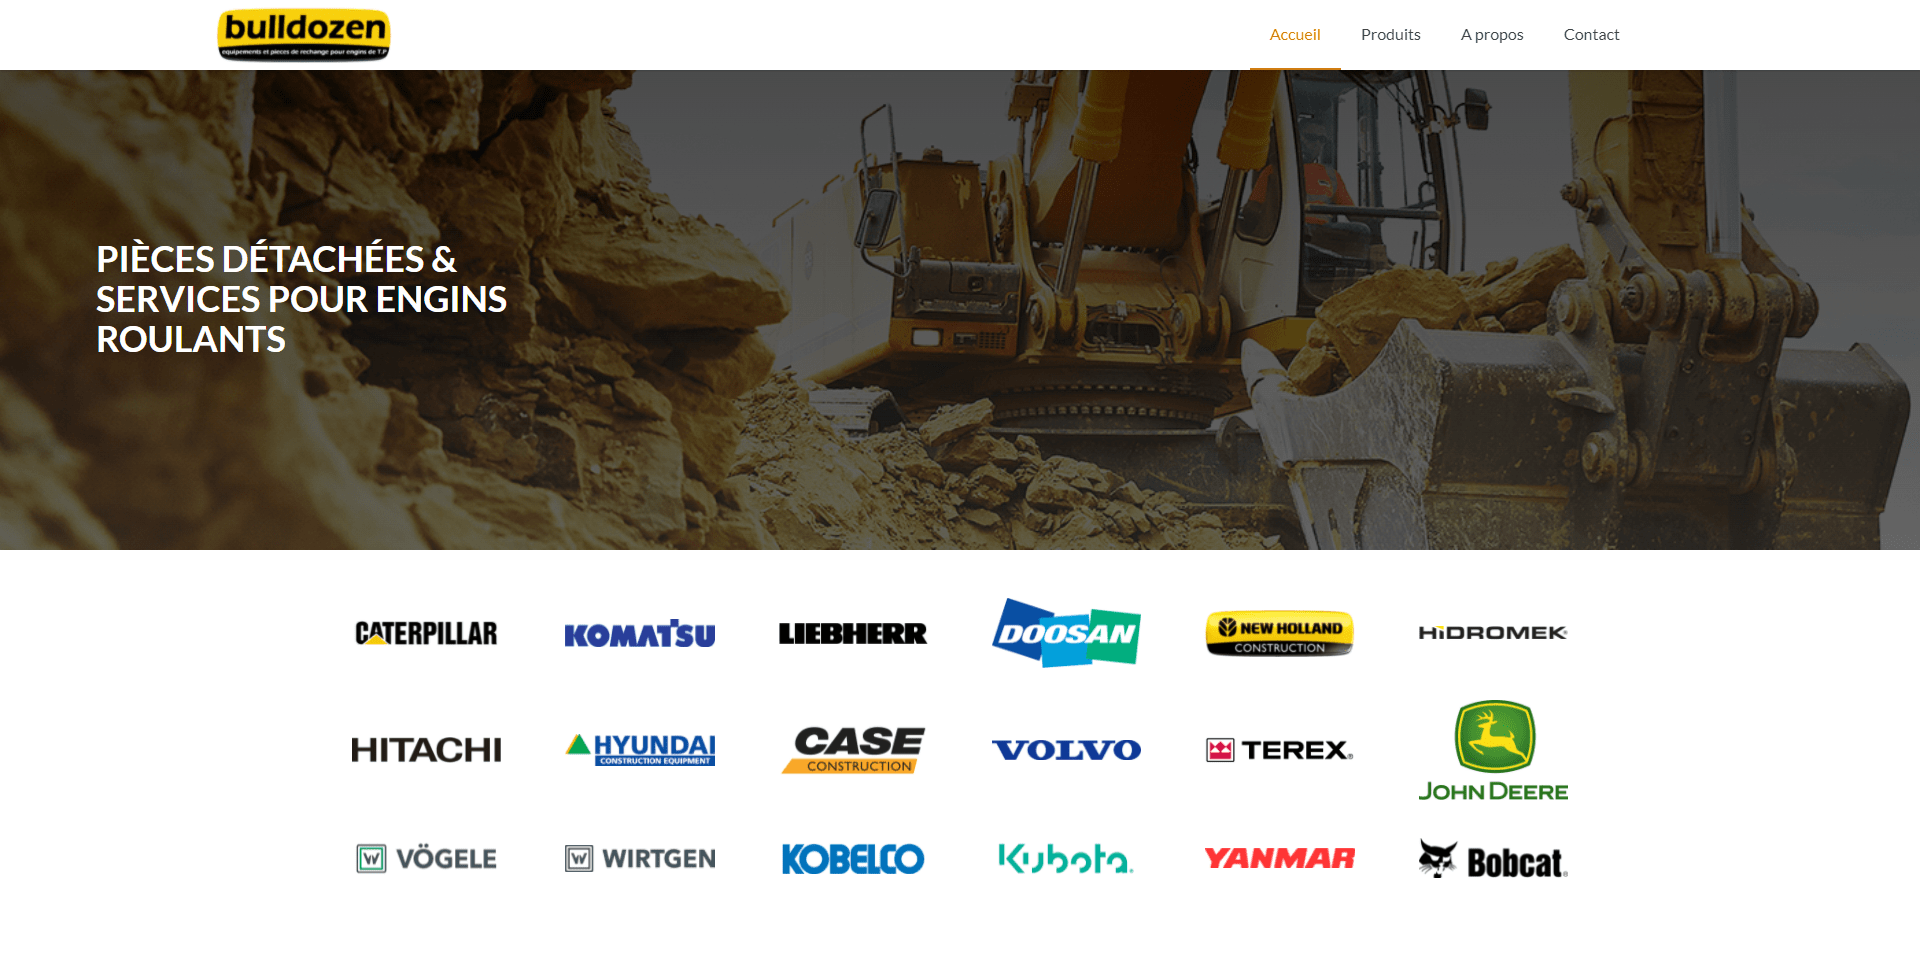 bulldozen
equipements et pieces de rechange pour engins de T.P
Accueil
Produits
A propos
Contact
PIÈCES DÉTACHÉES &
SERVICES POUR ENGINS
ROULANTS
CATERPILLAR
KOMATSU
LIEBHERR
DOOSAN
NEW HOLLAND
CONSTRUCTION
HiDROMEK®
HITACHI
HYUNDAI
CONSTRUCTION EQUIPMENT
CASE
CONSTRUCTION
VOLVO
TEREX®
JOHN DEERE
W VÖGELE
W WIRTGEN
KOBELCO
Kubota
YANMAR
Bobcat®